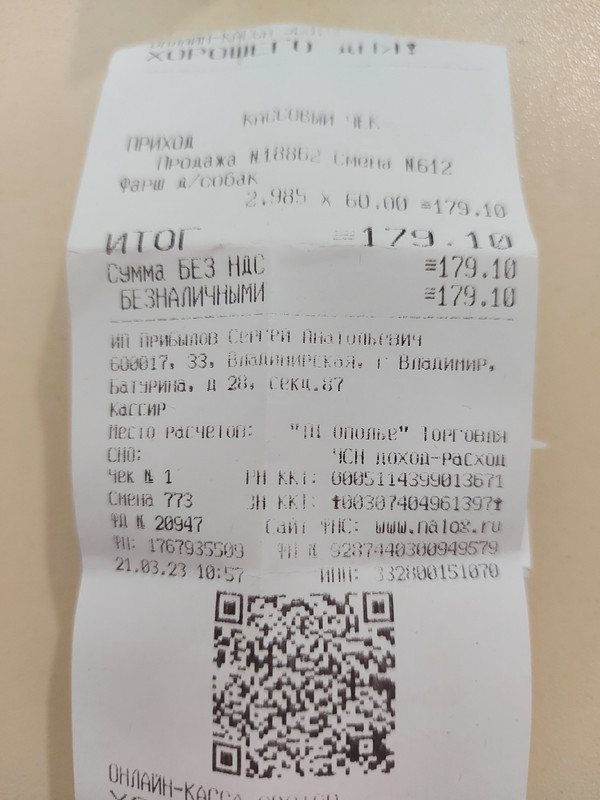 ХОРОШЕГО ДНЯ!
КАССОВЫЙ ЧЕК
ПРИХОД
Продажа №18862 Смена №612
Фарш д/собак
2.985 x 60.00 =179.10
ИТОГ =179.10
Сумма БЕЗ НДС =179.10
БЕЗНАЛИЧНЫМИ =179.10
ИП Прибылов Сергей Анатольевич
600017, 33, Владимирская, г Владимир,
Батурина, д 28, секц.87
Кассир
Место расчетов: "ТЦ Ополье" Торговля
СНО: УСН ДОХОД-РАСХОД
Чек № 1 РН ККТ: 0005114399013671
Смена 773 ЗН ККТ: ↑00307404961397↑
ФД № 20947 Сайт ФНС: www.nalog.ru
ФП: 1767935509 ФН № 9287440300949579
21.03.23 10:57 ИНН: 332800151070
ОНЛАЙН-КАССА